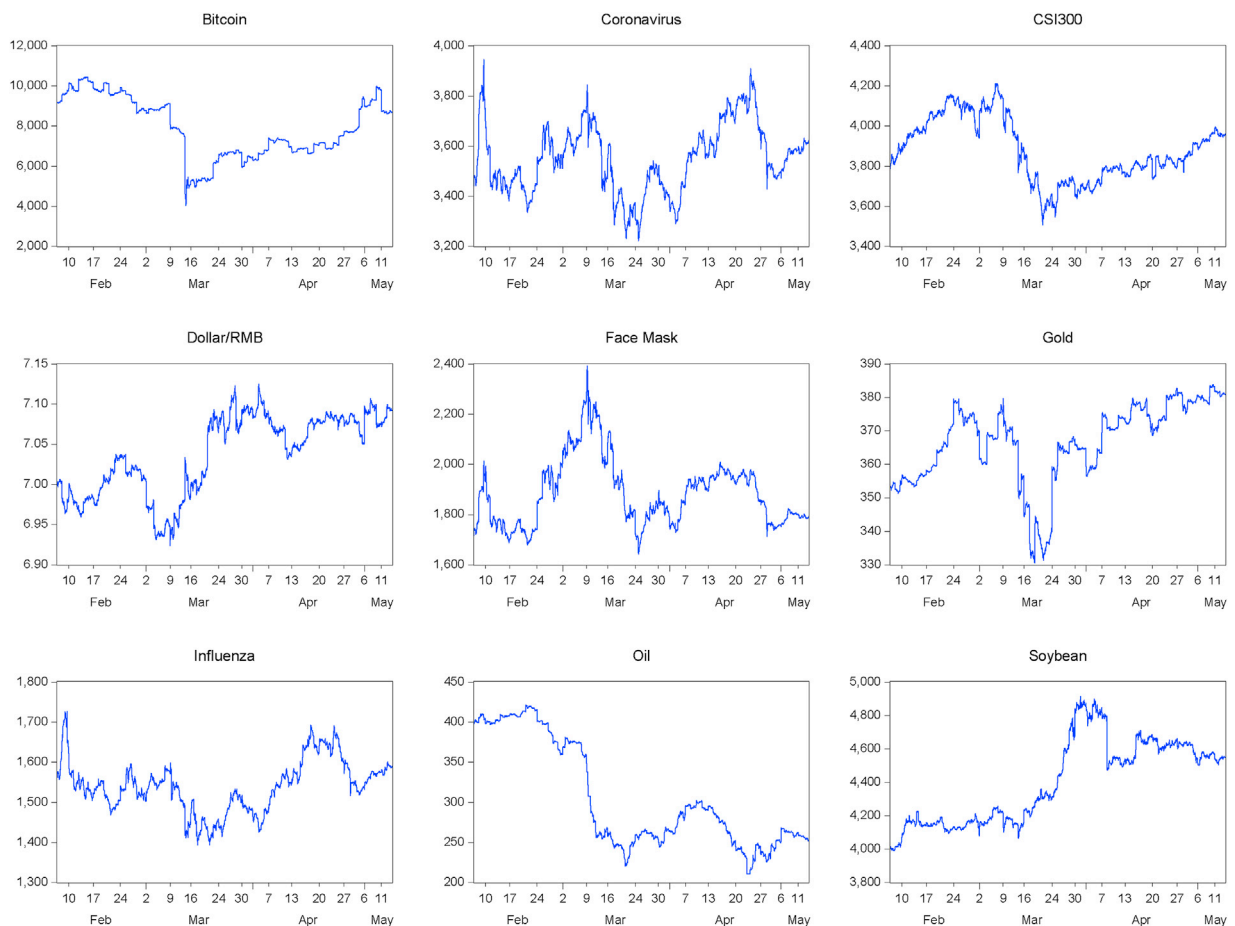 Bitcoin
12,000
10,000
8,000
6,000
4,000
2,000
10 17 24 2 9 16 23 30 6 13 20 27 6 11
Feb Mar Apr May
Coronavirus
4,000
3,800
3,600
3,400
3,200
10 17 24 2 9 16 24 30 7 13 20 27 6 11
Feb Mar Apr May
CSI300
4,400
4,200
4,000
3,800
3,600
3,400
10 17 24 2 9 16 24 30 7 13 20 27 6 11
Feb Mar Apr May
Dollar/RMB
7.15
7.10
7.05
7.00
6.95
6.90
10 17 24 2 9 16 24 30 7 13 20 27 6 11
Feb Mar Apr May
Face Mask
2,400
2,200
2,000
1,800
1,600
10 17 24 2 9 16 24 30 7 13 20 27 6 11
Feb Mar Apr May
Gold
390
380
370
360
350
340
330
10 17 24 2 9 16 24 30 7 13 20 27 6 11
Feb Mar Apr May
Influenza
1,800
1,700
1,600
1,500
1,400
1,300
10 17 24 2 9 16 24 30 7 13 20 27 6 11
Feb Mar Apr May
Oil
450
400
350
300
250
200
10 17 24 2 9 16 24 30 7 13 20 27 6 11
Feb Mar Apr May
Soybean
5,000
4,800
4,600
4,400
4,200
4,000
3,800
10 17 24 2 9 16 24 30 7 13 20 27 6 11
Feb Mar Apr May